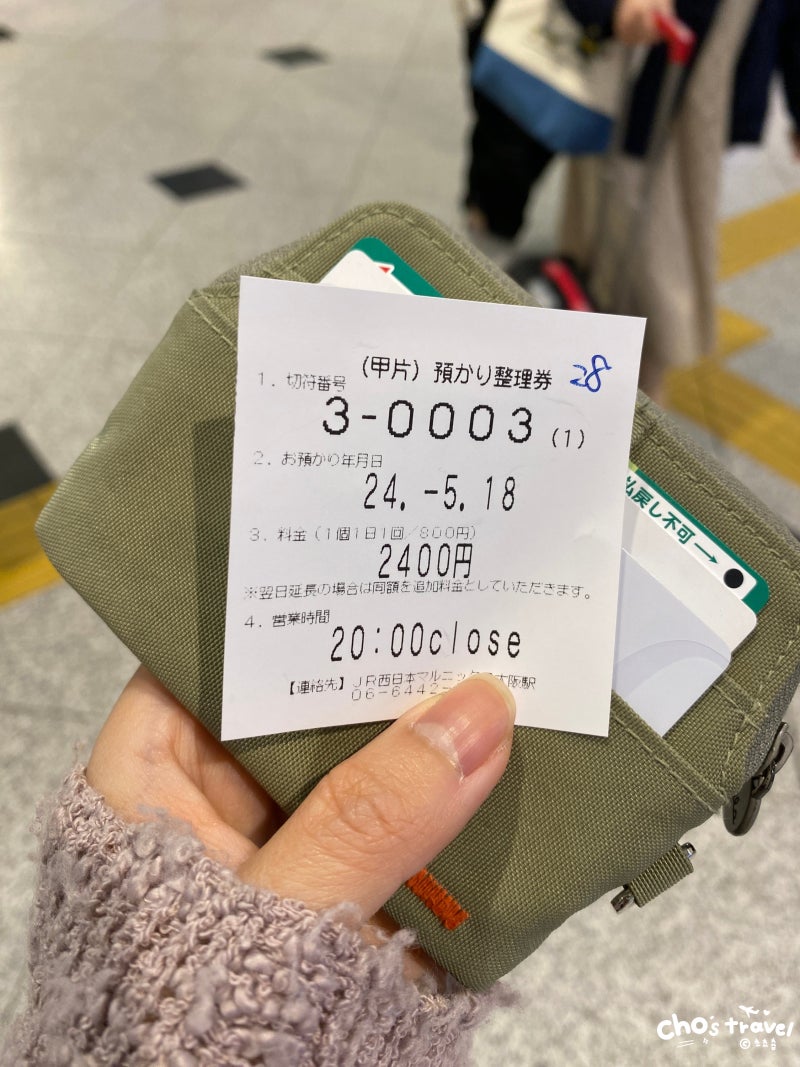 (甲片) 預かり整理券 28
1. 切符番号
3-0003 (1)
2. お預かり年月日
24. -5. 18
3. 料金 (1個1日1回/800円)
2400円
※翌日延長の場合は同額を追加料金としていただきます。
4. 営業時間
20:00close
【連絡先】 JR西日本マルニックス大阪駅
06-6442-
払戻し不可→
cho's travel